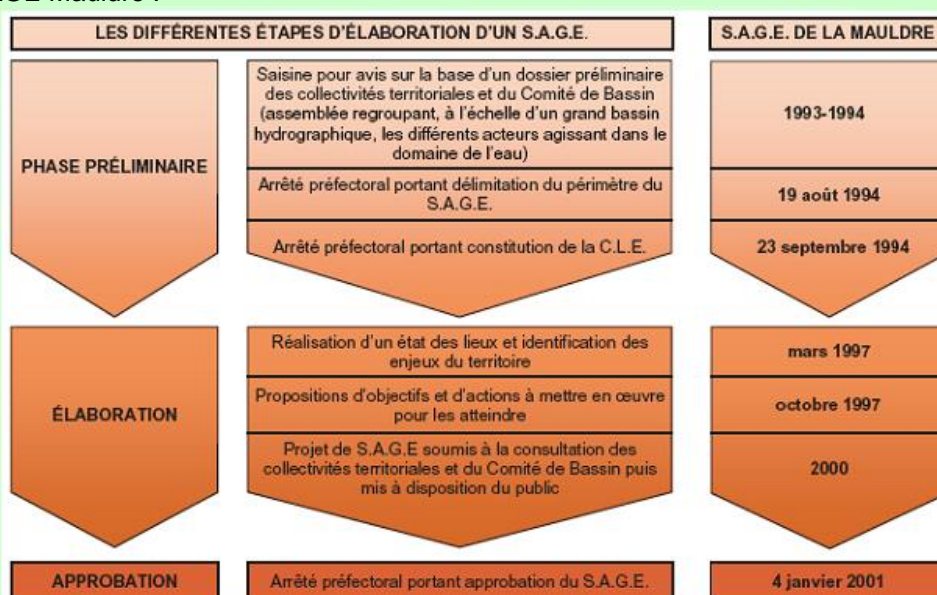 LES DIFFÉRENTES ÉTAPES D'ÉLABORATION D'UN S.A.G.E.
S.A.G.E. DE LA MAULDRE
PHASE PRÉLIMINAIRE
Saisine pour avis sur la base d'un dossier préliminaire
des collectivités territoriales et du Comité de Bassin
(assemblée regroupant, à l'échelle d'un grand bassin
hydrographique, les différents acteurs agissant dans le
domaine de l'eau)
1993-1994
Arrêté préfectoral portant délimitation du périmètre du
S.A.G.E.
19 août 1994
Arrêté préfectoral portant constitution de la C.L.E.
23 septembre 1994
ÉLABORATION
Réalisation d'un état des lieux et identification des
enjeux du territoire
mars 1997
Propositions d'objectifs et d'actions à mettre en œuvre
pour les atteindre
octobre 1997
Projet de S.A.G.E soumis à la consultation des
collectivités territoriales et du Comité de Bassin puis
mis à disposition du public
2000
APPROBATION
Arrêté préfectoral portant approbation du S.A.G.E.
4 janvier 2001